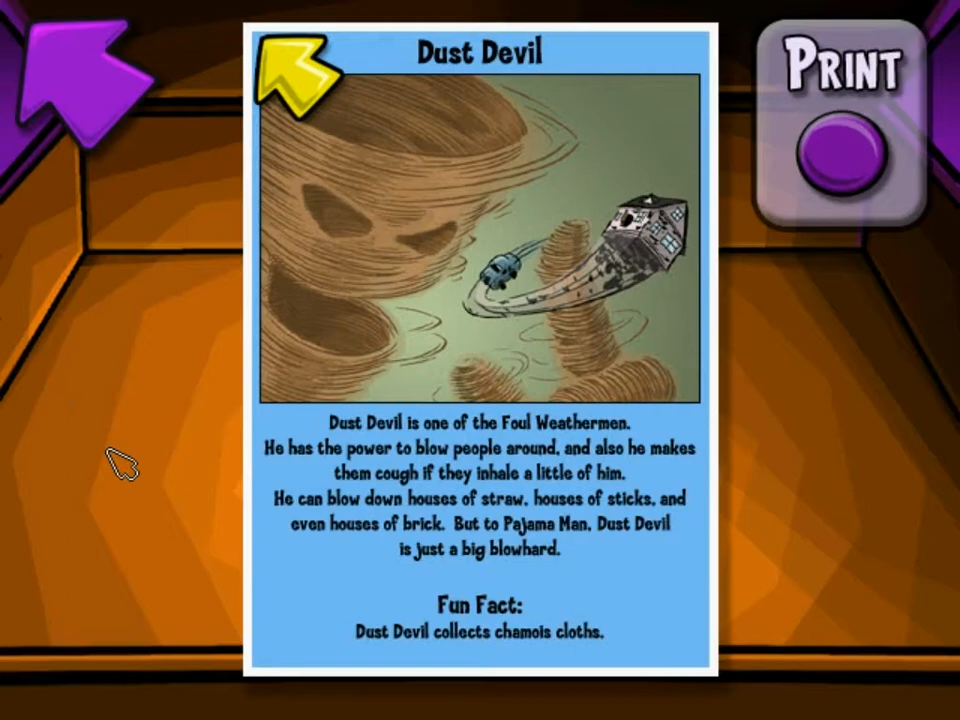 Dust Devil
PRINT
Dust Devil is one of the Foul Weathermen.
He has the power to blow people around, and also he makes
them cough if they inhale a little of him.
He can blow down houses of straw, houses of sticks, and
even houses of brick. But to Pajama Man, Dust Devil
is just a big blowhard.
Fun Fact:
Dust Devil collects chamois cloths.